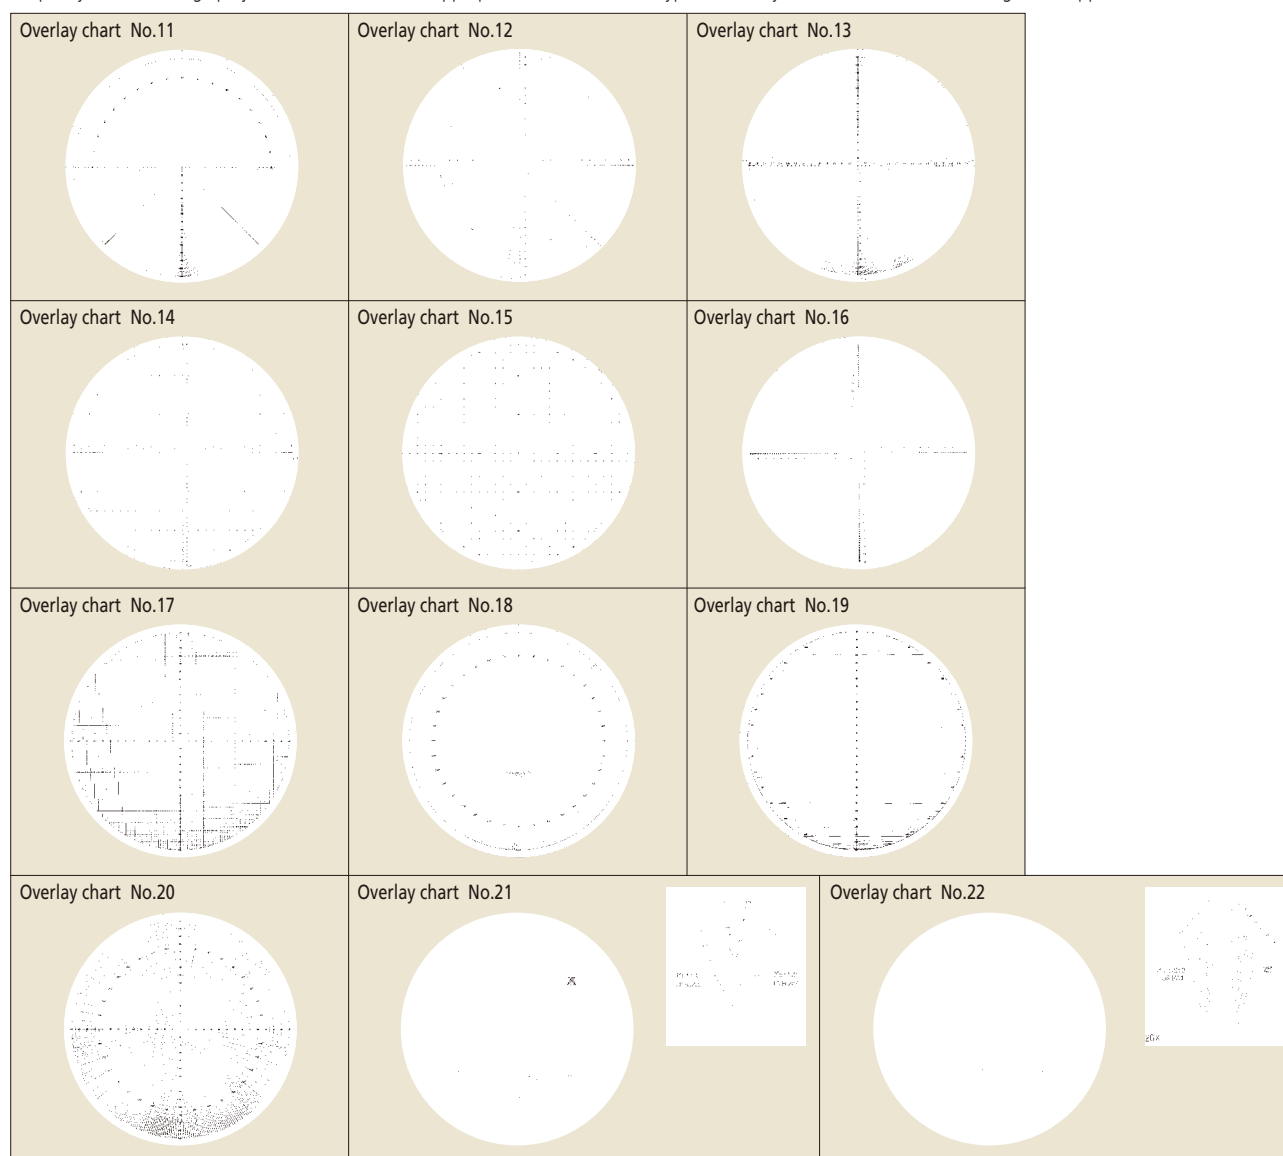 Overlay chart No.11
Overlay chart No.12
Overlay chart No.13
Overlay chart No.14
Overlay chart No.15
Overlay chart No.16
Overlay chart No.17
Overlay chart No.18
Overlay chart No.19
Overlay chart No.20
Overlay chart No.21
Overlay chart No.22
20X